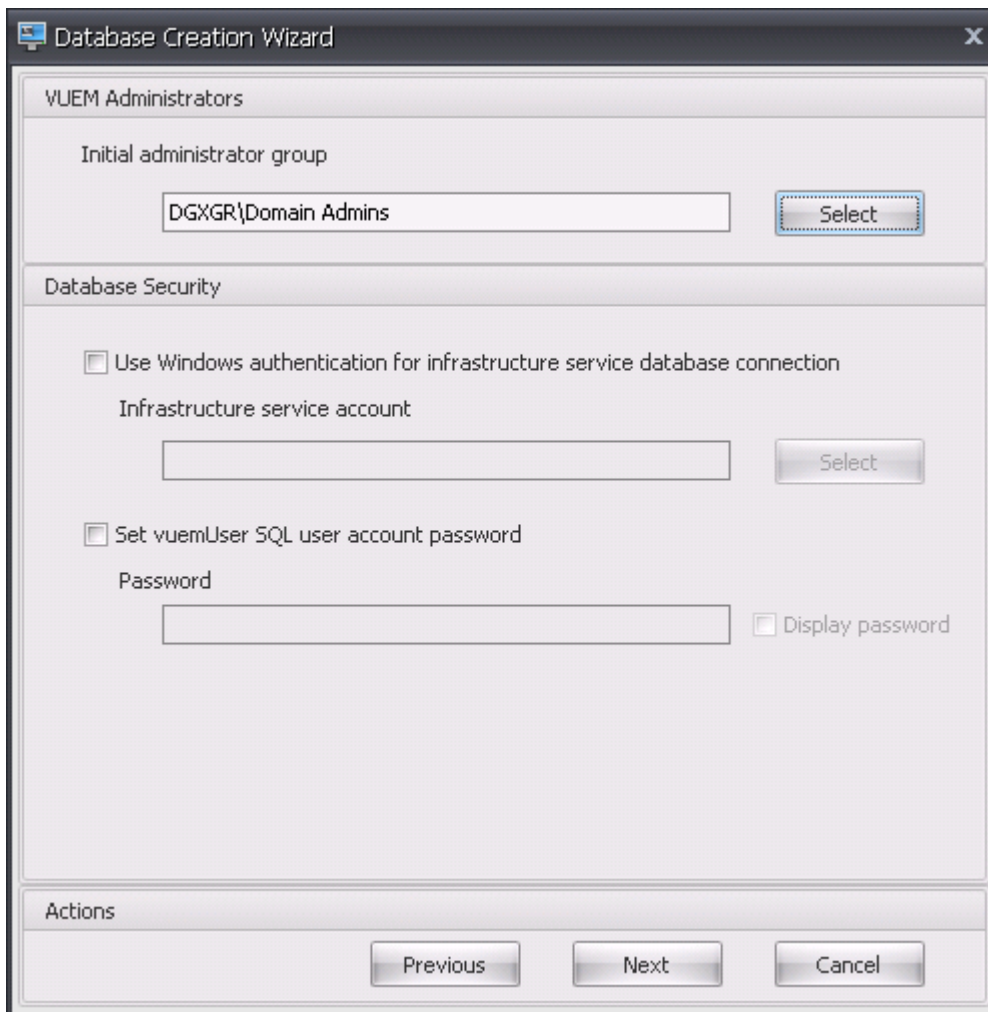 Database Creation Wizard
VUEM Administrators
Initial administrator group
DGXGR\Domain Admins
Select
Database Security
Use Windows authentication for infrastructure service database connection
Infrastructure service account
Select
Set vuemUser SQL user account password
Password
Display password
Actions
Previous Next Cancel